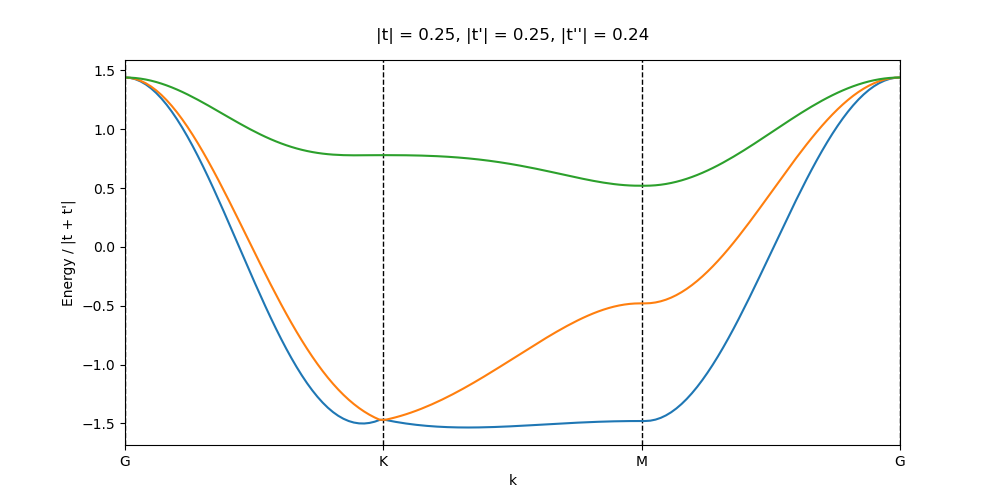 |t| = 0.25, |t'| = 0.25, |t''| = 0.24
Energy / |t + t'|
1.5
1.0
0.5
0.0
−0.5
−1.0
−1.5
G K M G
k